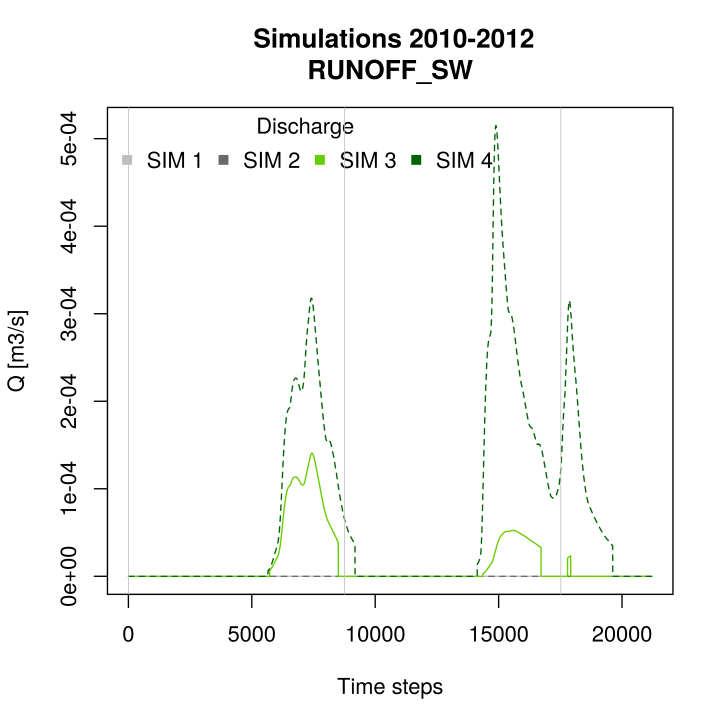 Simulations 2010-2012
RUNOFF_SW
Discharge
SIM 1 SIM 2 SIM 3 SIM 4
Q [m3/s]
5e-04
4e-04
3e-04
2e-04
1e-04
0e+00
0 5000 10000 15000 20000
Time steps